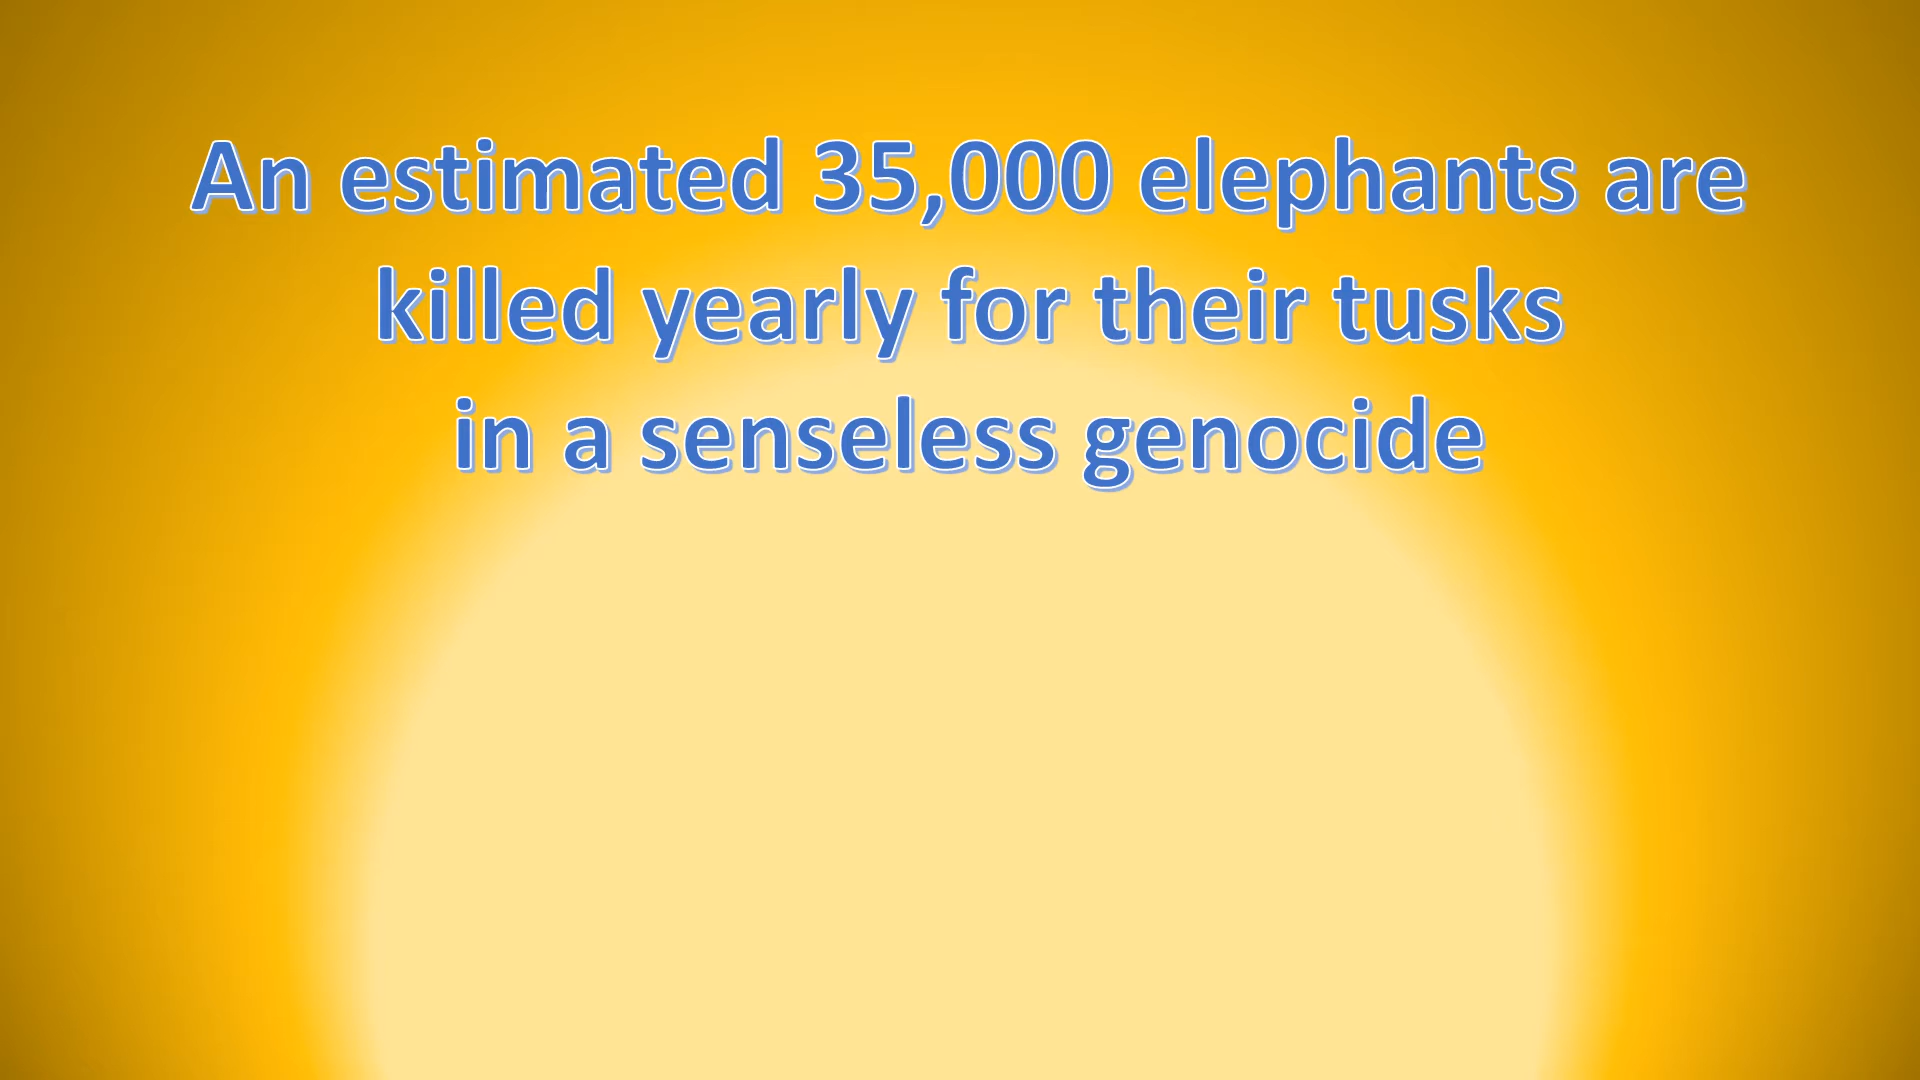 An estimated 35,000 elephants are
killed yearly for their tusks
in a senseless genocide